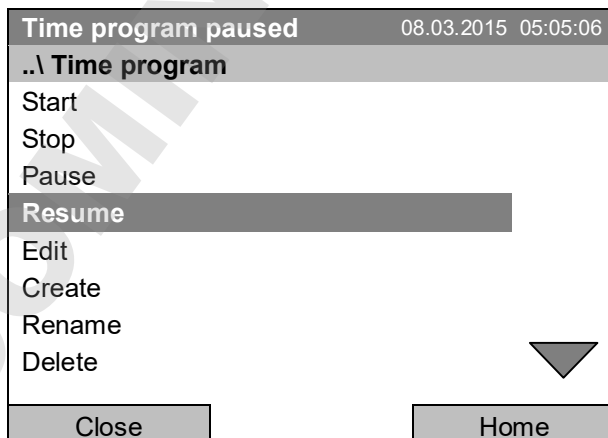 Time program paused 08.03.2015 05:05:06
..\ Time program
Start
Stop
Pause
Resume
Edit
Create
Rename
Delete
Close Home